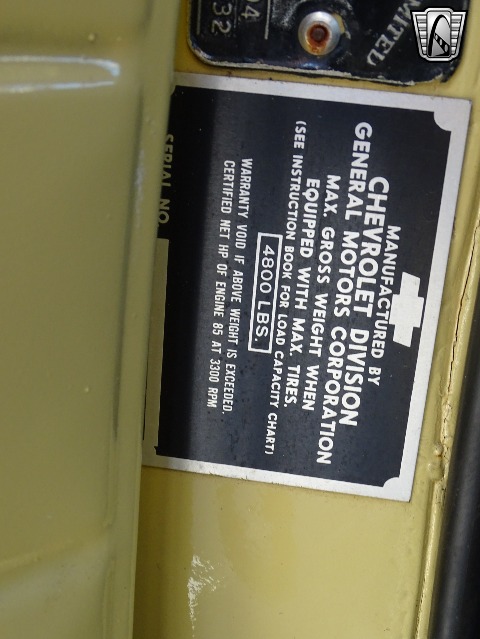 MANUFACTURED BY
CHEVROLET DIVISION
GENERAL MOTORS CORPORATION
MAX. GROSS WEIGHT WHEN
EQUIPPED WITH MAX. TIRES.
(SEE INSTRUCTION BOOK FOR LOAD CAPACITY CHART)
4800 LBS.
WARRANTY VOID IF ABOVE WEIGHT IS EXCEEDED.
CERTIFIED NET HP OF ENGINE 85 AT 3300 RPM
SERIAL NO.